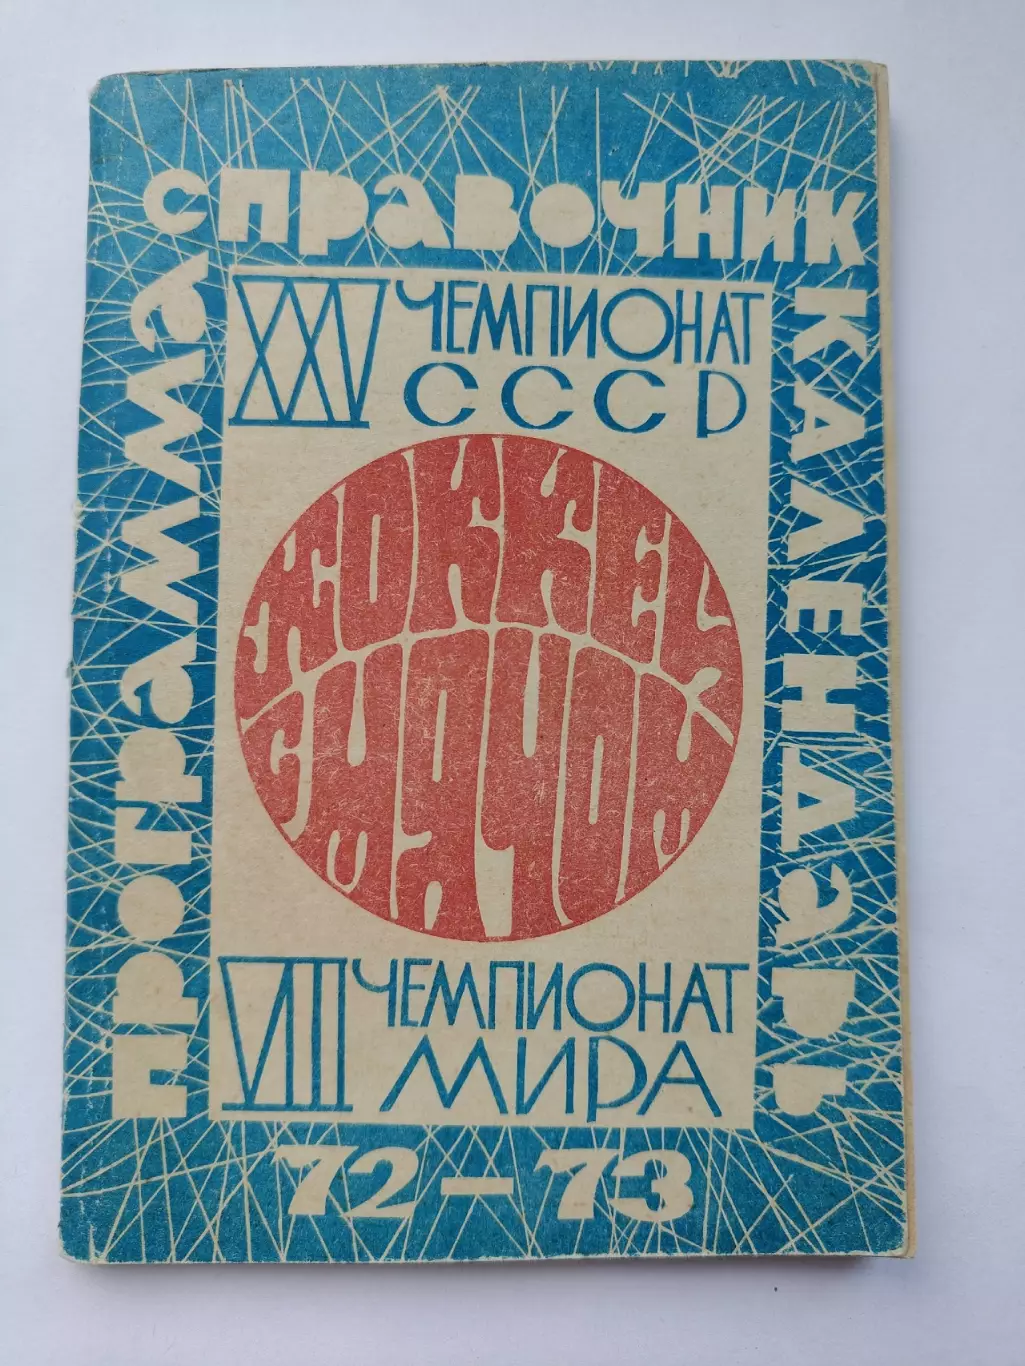 программа
справочник
календарь
XXV ЧЕМПИОНАТ
СССР
ХОККЕЙ
С МЯЧОМ
VIII ЧЕМПИОНАТ
МИРА
72-73